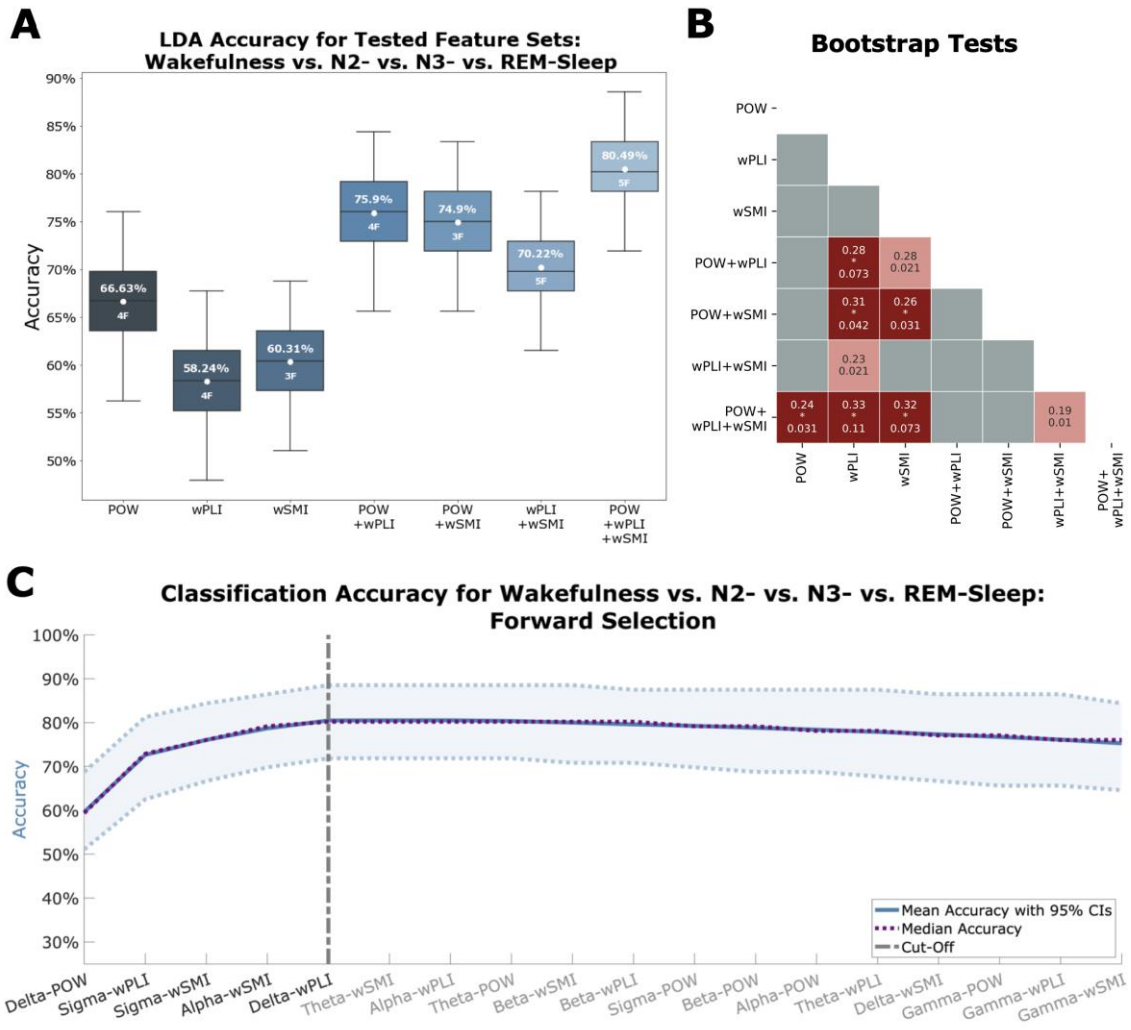 A
LDA Accuracy for Tested Feature Sets:
Wakefulness vs. N2- vs. N3- vs. REM-Sleep
Accuracy
90%
85%
80%
75%
70%
65%
60%
55%
50%
66.63%
4F
58.24%
4F
60.31%
3F
75.9%
4F
74.9%
3F
70.22%
5F
80.49%
5F
POW
wPLI
wSMI
POW
+wPLI
POW
+wSMI
wPLI
+wSMI
POW
+wPLI
+wSMI
B
Bootstrap Tests
POW
wPLI
wSMI
POW+wPLI
0.28
*
0.073
0.28
0.021
POW+wSMI
0.31
*
0.042
0.26
*
0.031
wPLI+wSMI
0.23
0.021
POW+
wPLI+wSMI
0.24
*
0.031
0.33
*
0.11
0.32
*
0.073
0.19
0.01
POW
wPLI
wSMI
POW+wPLI
POW+wSMI
wPLI+wSMI
POW+
wPLI+wSMI
C
Classification Accuracy for Wakefulness vs. N2- vs. N3- vs. REM-Sleep:
Forward Selection
Accuracy
100%
90%
80%
70%
60%
50%
40%
30%
Mean Accuracy with 95% CIs
Median Accuracy
Cut-Off
Delta-POW
Sigma-wPLI
Sigma-wSMI
Alpha-wSMI
Delta-wPLI
Theta-wSMI
Alpha-wPLI
Theta-POW
Beta-wSMI
Beta-wPLI
Sigma-POW
Beta-POW
Alpha-POW
Theta-wPLI
Delta-wSMI
Gamma-POW
Gamma-wPLI
Gamma-wSMI